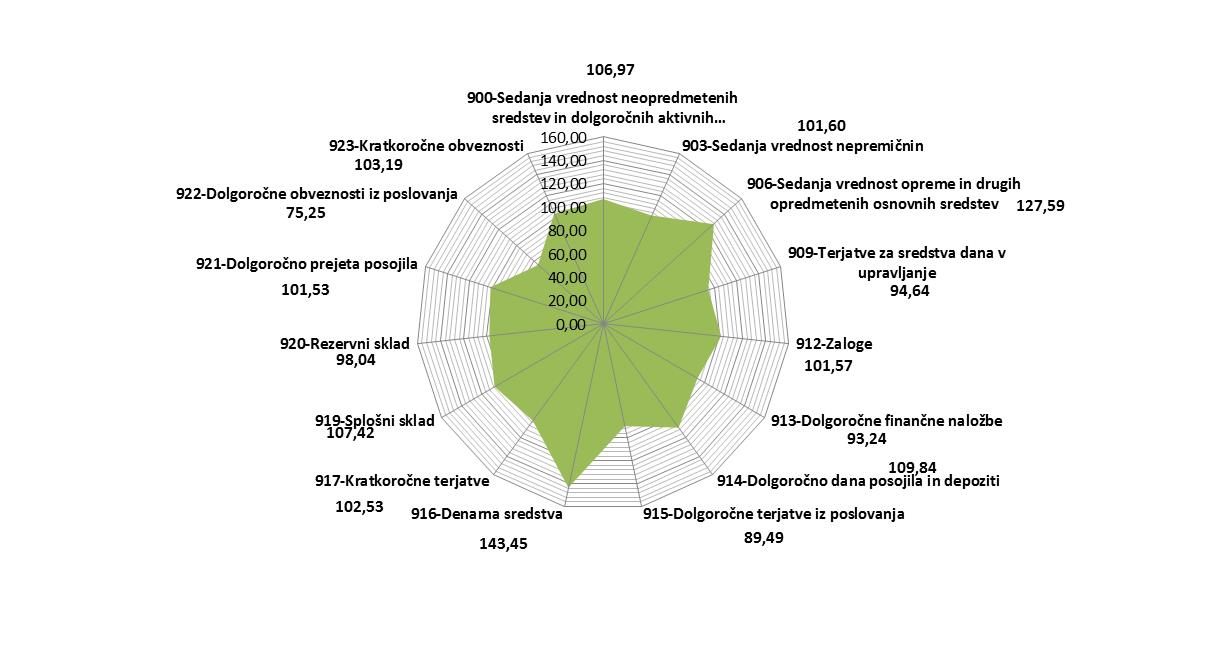 106,97
900-Sedanja vrednost neopredmetenih
sredstev in dolgoročnih aktivnih...
101,60
903-Sedanja vrednost nepremičnin
906-Sedanja vrednost opreme in drugih
opredmetenih osnovnih sredstev
127,59
909-Terjatve za sredstva dana v
upravljanje
94,64
912-Zaloge
101,57
913-Dolgoročne finančne naložbe
93,24
109,84
914-Dolgoročno dana posojila in depoziti
915-Dolgoročne terjatve iz poslovanja
89,49
916-Denarna sredstva
143,45
917-Kratkoročne terjatve
102,53
919-Splošni sklad
107,42
920-Rezervni sklad
98,04
921-Dolgoročno prejeta posojila
101,53
922-Dolgoročne obveznosti iz poslovanja
75,25
923-Kratkoročne obveznosti
103,19
160,00
140,00
120,00
100,00
80,00
60,00
40,00
20,00
0,00